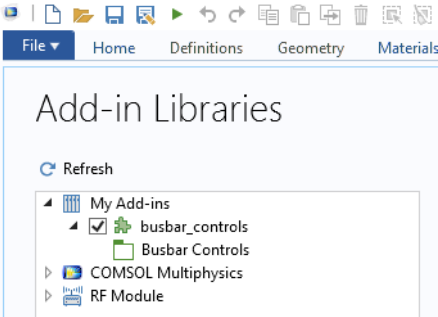 File
Home
Definitions
Geometry
Materials
Add-in Libraries
Refresh
My Add-ins
busbar_controls
Busbar Controls
COMSOL Multiphysics
RF Module